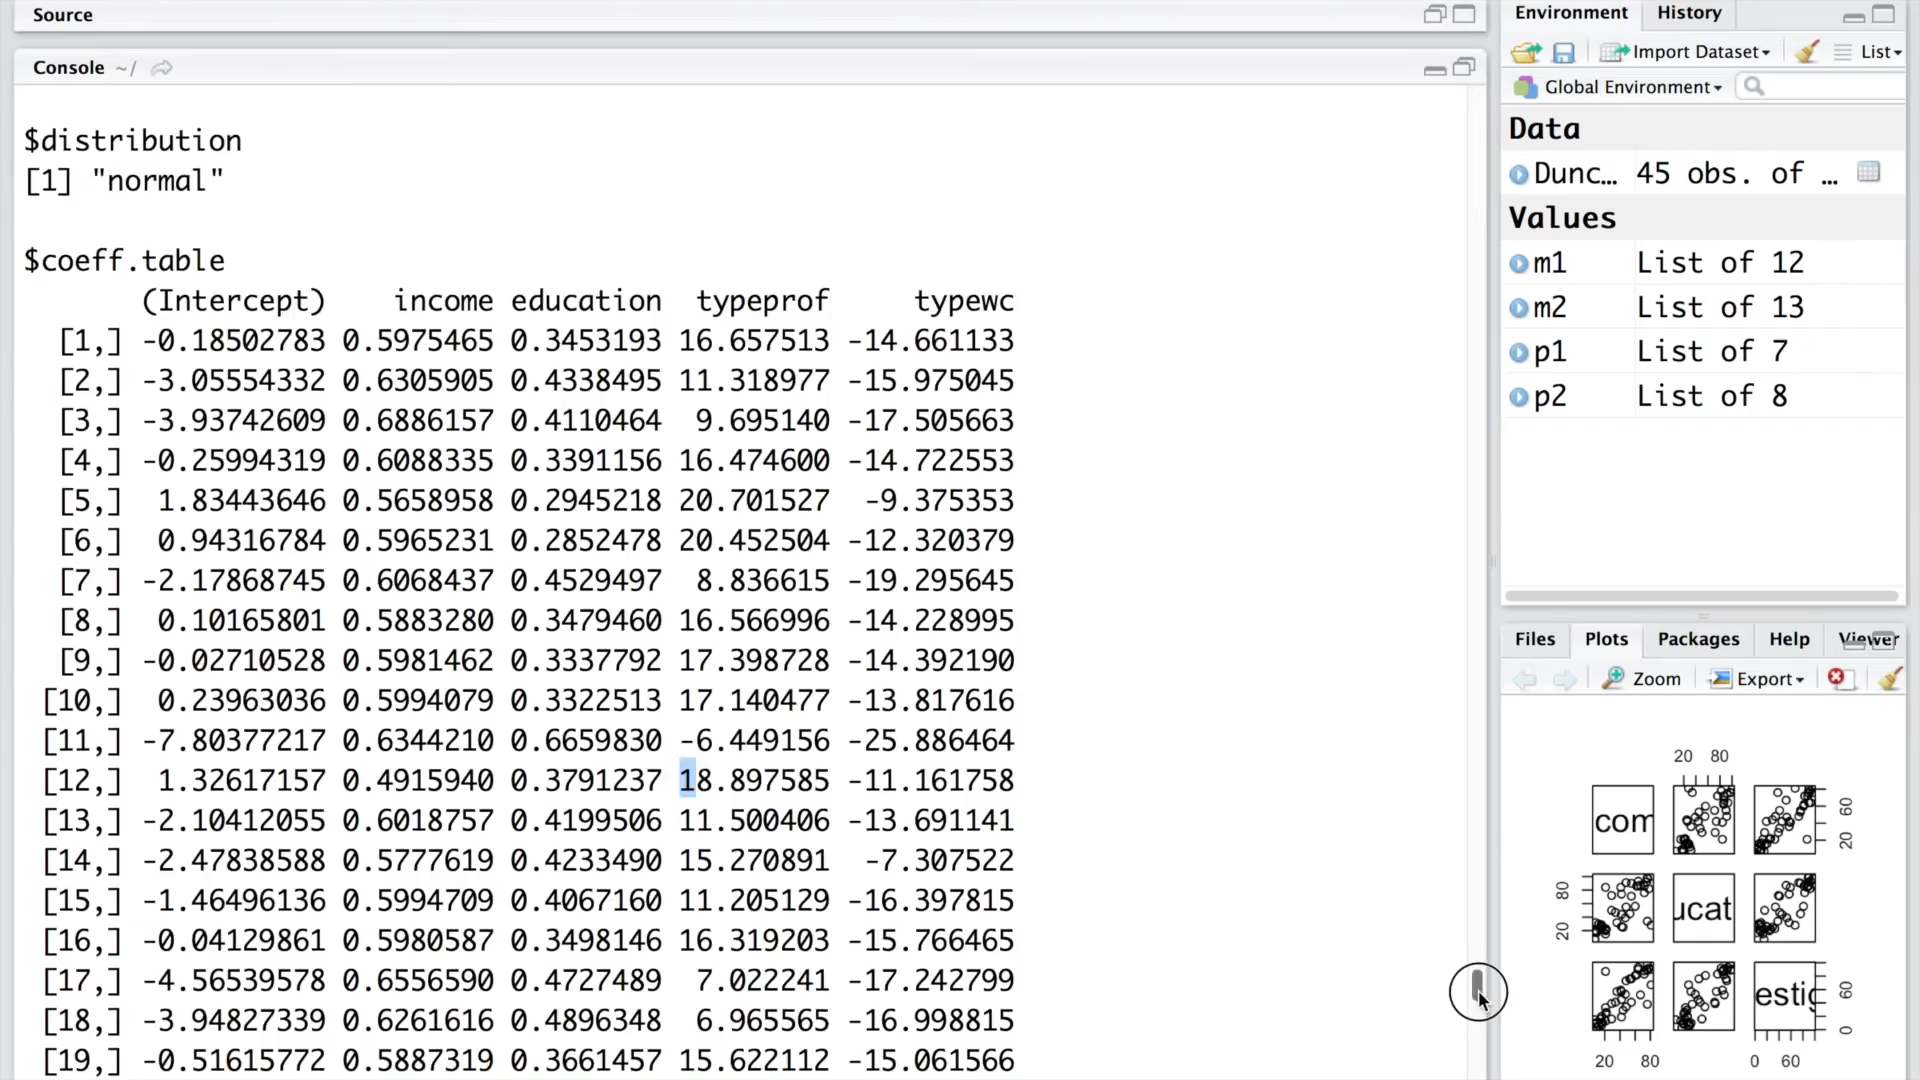 Source
Console ~/
$distribution
[1] "normal"
$coeff.table
(Intercept) income education typeprof typewc
[1,] -0.18502783 0.5975465 0.3453193 16.657513 -14.661133
[2,] -3.05554332 0.6305905 0.4338495 11.318977 -15.975045
[3,] -3.93742609 0.6886157 0.4110464 9.695140 -17.505663
[4,] -0.25994319 0.6088335 0.3391156 16.474600 -14.722553
[5,] 1.83443646 0.5658958 0.2945218 20.701527 -9.375353
[6,] 0.94316784 0.5965231 0.2852478 20.452504 -12.320379
[7,] -2.17868745 0.6068437 0.4529497 8.836615 -19.295645
[8,] 0.10165801 0.5883280 0.3479460 16.566996 -14.228995
[9,] -0.02710528 0.5981462 0.3337792 17.398728 -14.392190
[10,] 0.23963036 0.5994079 0.3322513 17.140477 -13.817616
[11,] -7.80377217 0.6344210 0.6659830 -6.449156 -25.886464
[12,] 1.32617157 0.4915940 0.3791237 18.897585 -11.161758
[13,] -2.10412055 0.6018757 0.4199506 11.500406 -13.691141
[14,] -2.47838588 0.5777619 0.4233490 15.270891 -7.307522
[15,] -1.46496136 0.5994709 0.4067160 11.205129 -16.397815
[16,] -0.04129861 0.5980587 0.3498146 16.319203 -15.766465
[17,] -4.56539578 0.6556590 0.4727489 7.022241 -17.242799
[18,] -3.94827339 0.6261616 0.4896348 6.965565 -16.998815
[19,] -0.51615772 0.5887319 0.3661457 15.622112 -15.061566
Environment History
Import Dataset List
Global Environment
Data
Dunc… 45 obs. of …
Values
m1 List of 12
m2 List of 13
p1 List of 7
p2 List of 8
Files Plots Packages Help Viewer
Zoom Export
20 80
com 20 60
20 80 ucat
estig 0 60
20 80 0 60